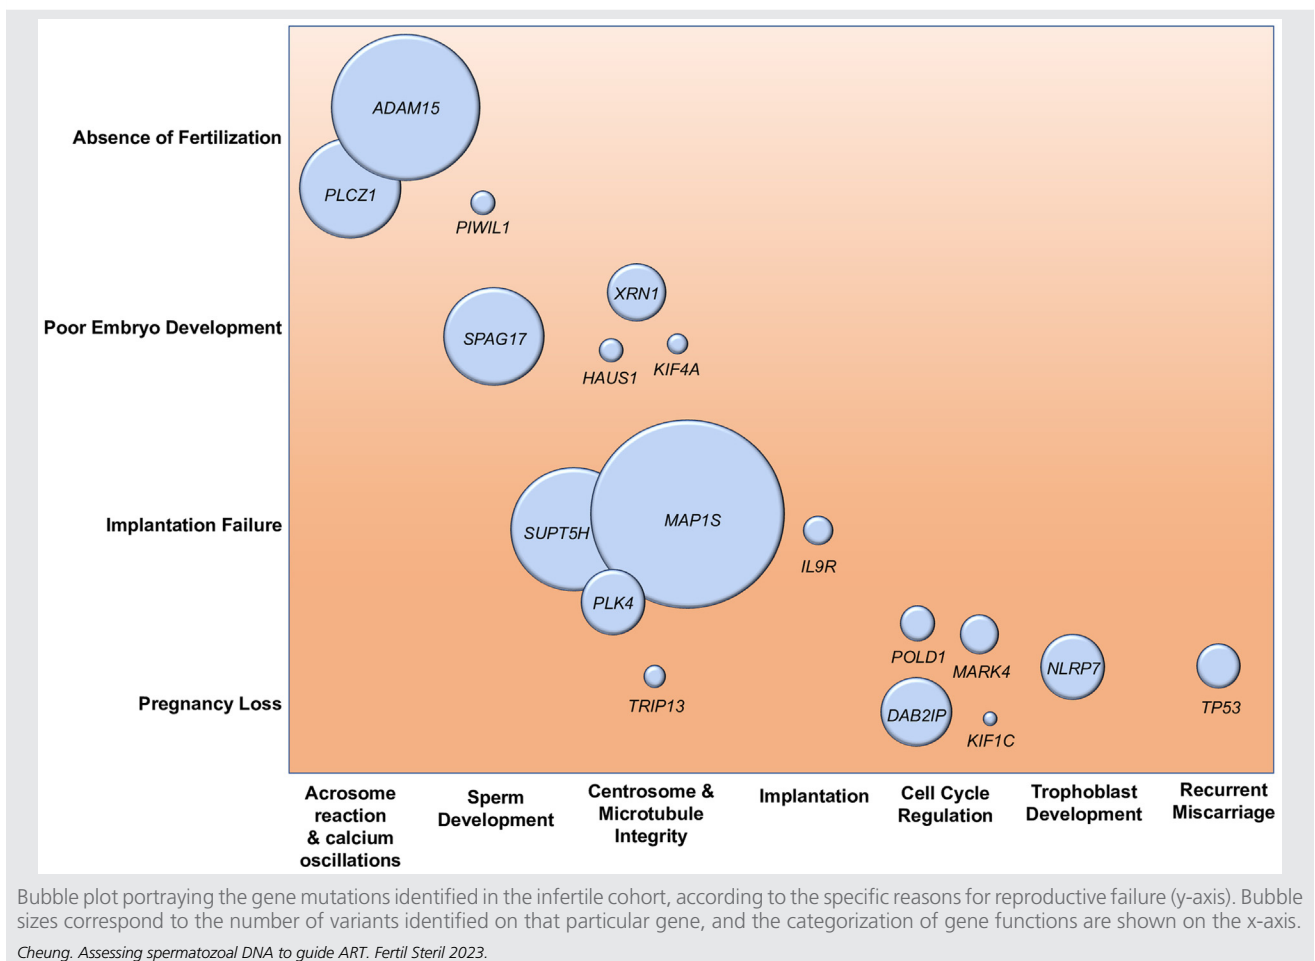 ADAM15
Absence of Fertilization
PLCZ1
PIWIL1
XRN1
Poor Embryo Development
SPAG17
HAUS1
KIF4A
Implantation Failure
SUPT5H
MAP1S
IL9R
PLK4
POLD1
MARK4
NLRP7
Pregnancy Loss
TRIP13
DAB2IP
KIF1C
TP53
Acrosome
reaction
& calcium
oscillations
Sperm
Development
Centrosome &
Microtubule
Integrity
Implantation
Cell Cycle
Regulation
Trophoblast
Development
Recurrent
Miscarriage
Bubble plot portraying the gene mutations identified in the infertile cohort, according to the specific reasons for reproductive failure (y-axis). Bubble
sizes correspond to the number of variants identified on that particular gene, and the categorization of gene functions are shown on the x-axis.
Cheung. Assessing spermatozoal DNA to guide ART. Fertil Steril 2023.